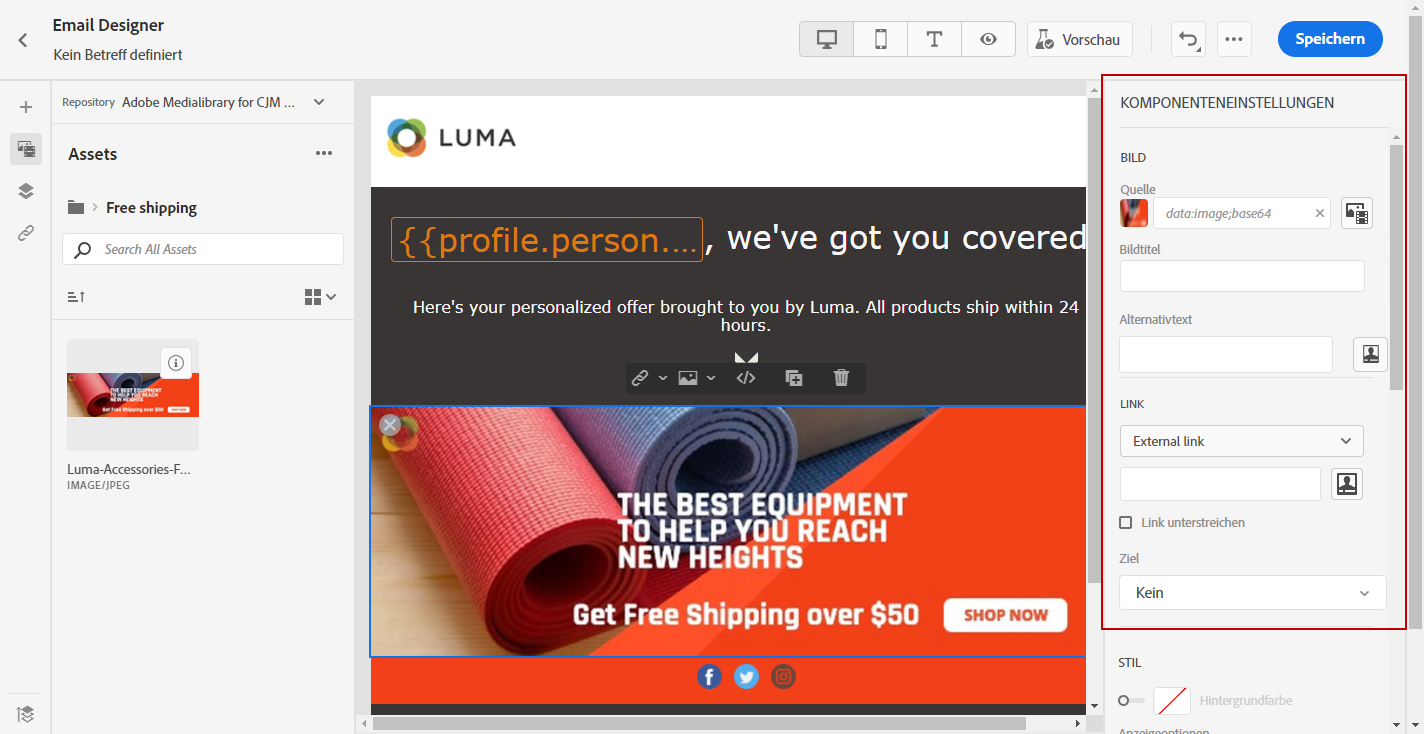 Email Designer
Kein Betreff definiert
Vorschau
Speichern
Repository Adobe Medialibrary for CJM ...
Assets
Free shipping
Search All Assets
THE BEST EQUIPMENT
TO HELP YOU REACH
NEW HEIGHTS
Get Free Shipping over $50 SHOP NOW
Luma-Accessories-F...
IMAGE/JPEG
LUMA
{{profile.person...., we've got you covered
Here's your personalized offer brought to you by Luma. All products ship within 24
hours.
THE BEST EQUIPMENT
TO HELP YOU REACH
NEW HEIGHTS
Get Free Shipping over $50 SHOP NOW
KOMPONENTENEINSTELLUNGEN
BILD
Quelle
data:image;base64
Bildtitel
Alternativtext
LINK
External link
Link unterstreichen
Ziel
Kein
STIL
Hintergrundfarbe
Anzeigeoptionen